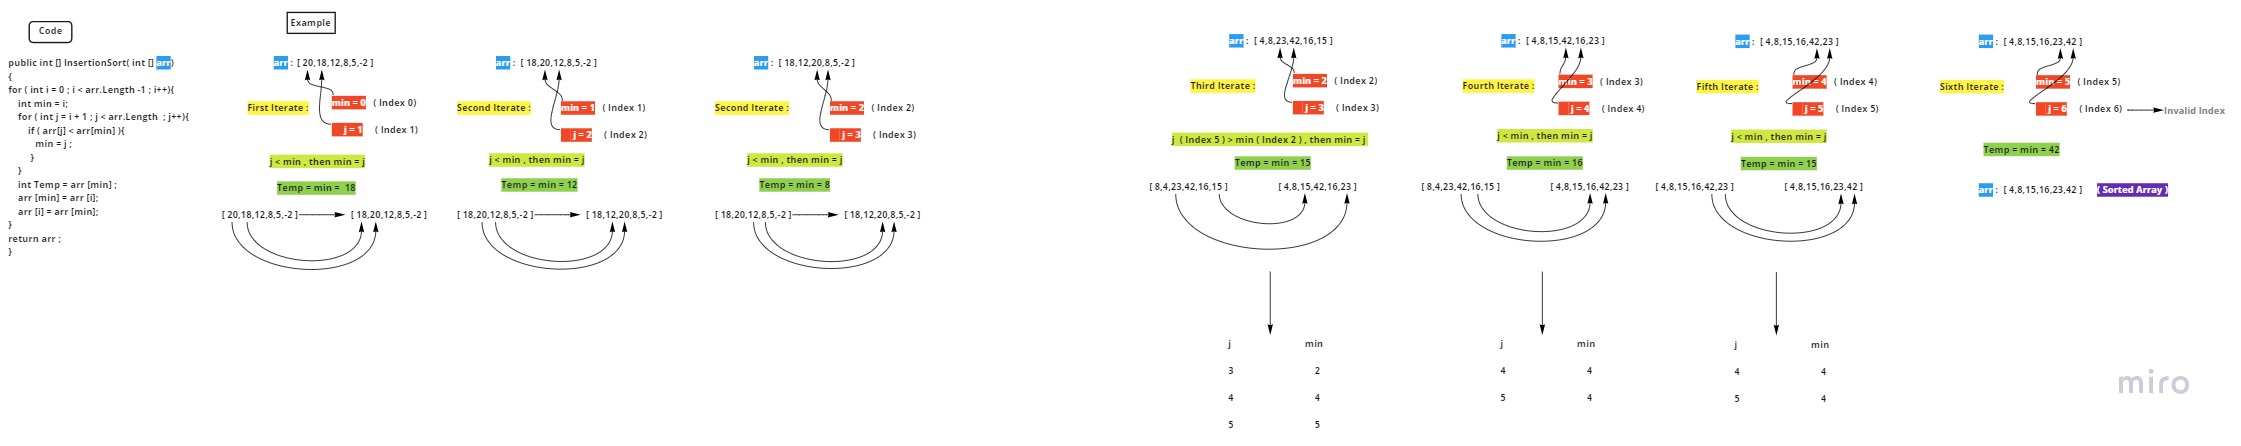 Code
public int [] InsertionSort( int [] arr)
{
for ( int i = 0 ; i < arr.Length -1 ; i++){
int min = i;
for ( int j = i + 1 ; j < arr.Length ; j++){
if ( arr[j] < arr[min] ){
min = j ;
}
}
int Temp = arr [min] ;
arr [min] = arr [i];
arr [i] = arr [min];
}
return arr ;
}
Example
arr : [ 20,18,12,8,5,-2 ]
First Iterate :
min = 0 ( Index 0)
j = 1 ( Index 1)
j < min , then min = j
Temp = min = 18
[ 20,18,12,8,5,-2 ] [ 18,20,12,8,5,-2 ]
arr : [ 18,20,12,8,5,-2 ]
Second Iterate :
min = 1 ( Index 1)
j = 2 ( Index 2)
j < min , then min = j
Temp = min = 12
[ 18,20,12,8,5,-2 ] [ 18,12,20,8,5,-2 ]
arr : [ 18,12,20,8,5,-2 ]
Second Iterate :
min = 2 ( Index 2)
j = 3 ( Index 3)
j < min , then min = j
Temp = min = 8
[ 18,20,12,8,5,-2 ] [ 18,12,20,8,5,-2 ]
arr : [ 4,8,23,42,16,15 ]
Third Iterate :
min = 2 ( Index 2)
j = 3 ( Index 3)
j ( Index 5 ) > min ( Index 2 ) , then min = j
Temp = min = 15
[ 8,4,23,42,16,15 ] [ 4,8,15,42,16,23 ]
j min
3 2
4 4
5 5
arr : [ 4,8,15,42,16,23 ]
Fourth Iterate :
min = 3 ( Index 3)
j = 4 ( Index 4)
j < min , then min = j
Temp = min = 16
[ 8,4,23,42,16,15 ] [ 4,8,15,16,42,23 ]
j min
4 4
5 4
arr : [ 4,8,15,16,42,23 ]
Fifth Iterate :
min = 4 ( Index 4)
j = 5 ( Index 5)
j < min , then min = j
Temp = min = 15
[ 4,8,15,16,42,23 ] [ 4,8,15,16,23,42 ]
j min
4 4
5 4
arr : [ 4,8,15,16,23,42 ]
Sixth Iterate :
min = 5 ( Index 5)
j = 6 ( Index 6) Invalid Index
Temp = min = 42
arr : [ 4,8,15,16,23,42 ] ( Sorted Array )
miro